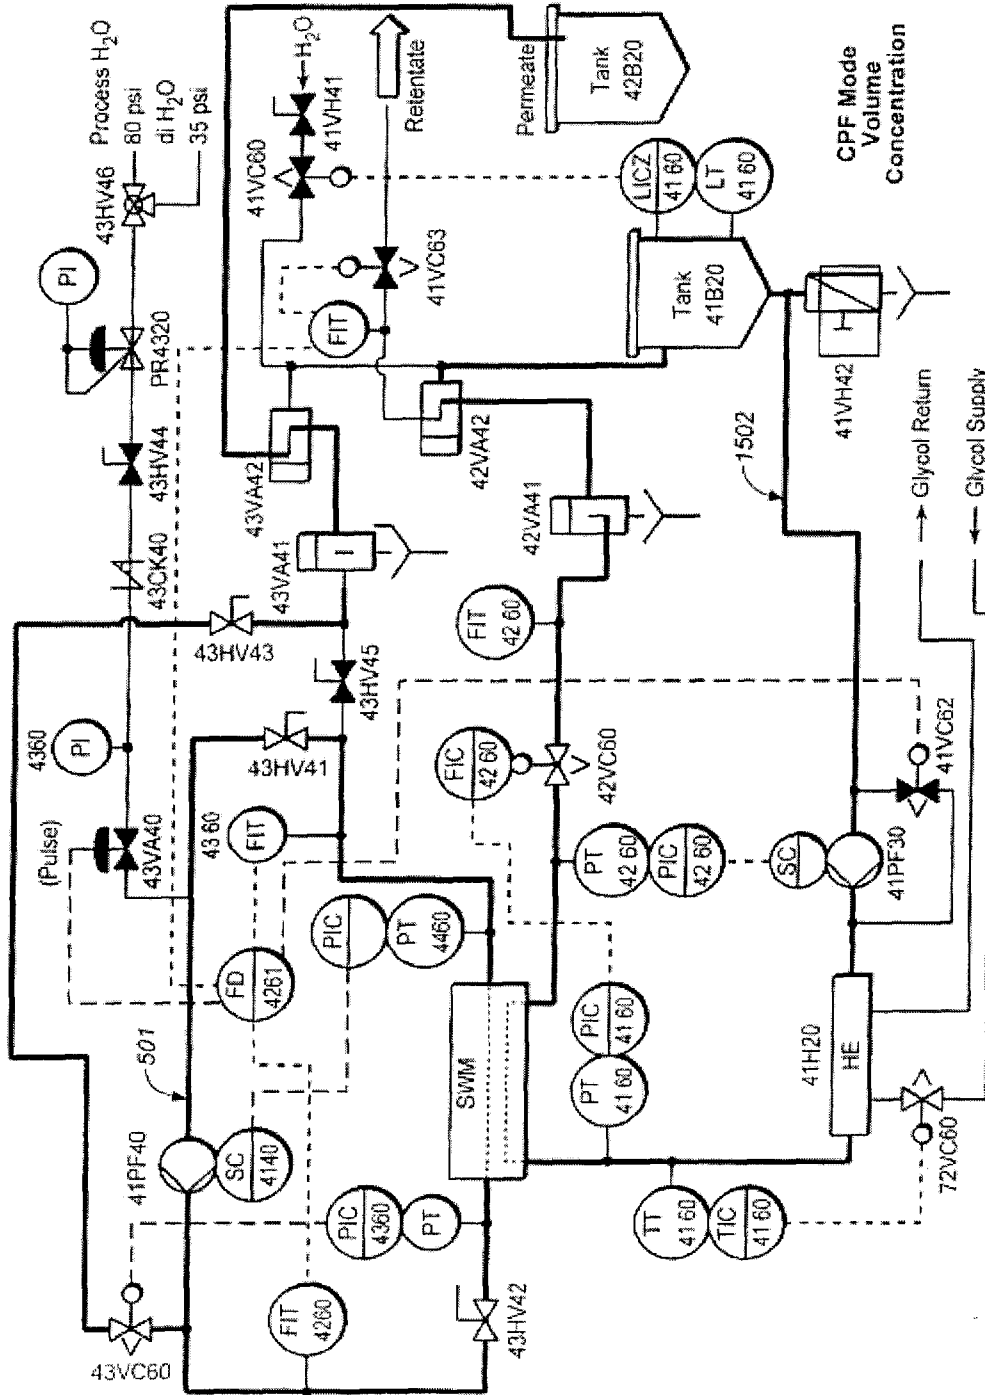 Process H₂O
80 psi
di H₂O
35 psi
43HV46
PI
PR4320
43HV44
43CK40
4360
PI
(Pulse)
43VA40
H₂O
41VH41
41VC60
Retentate
41VC63
FIT
Permeate
Tank
42B20
CPF Mode
Volume
Concentration
LICZ
41 60
LT
41 60
Tank
41B20
41VH42
43VA42
42VA42
43VA41
42VA41
43HV43
43HV45
43HV41
FIT
42 60
FIC
42 60
42VC60
1502
Glycol Return
Glycol Supply
41VC62
43 60
FIT
FD
4261
PIC
PT
4460
PT
42 60
PIC
42 60
SC
41PF30
501
41PF40
SC
4140
SWM
PIC
41 60
PT
41 60
41H20
HE
72VC60
PIC
4360
PT
TT
41 60
TIC
41 60
43VC60
FIT
4260
43HV42